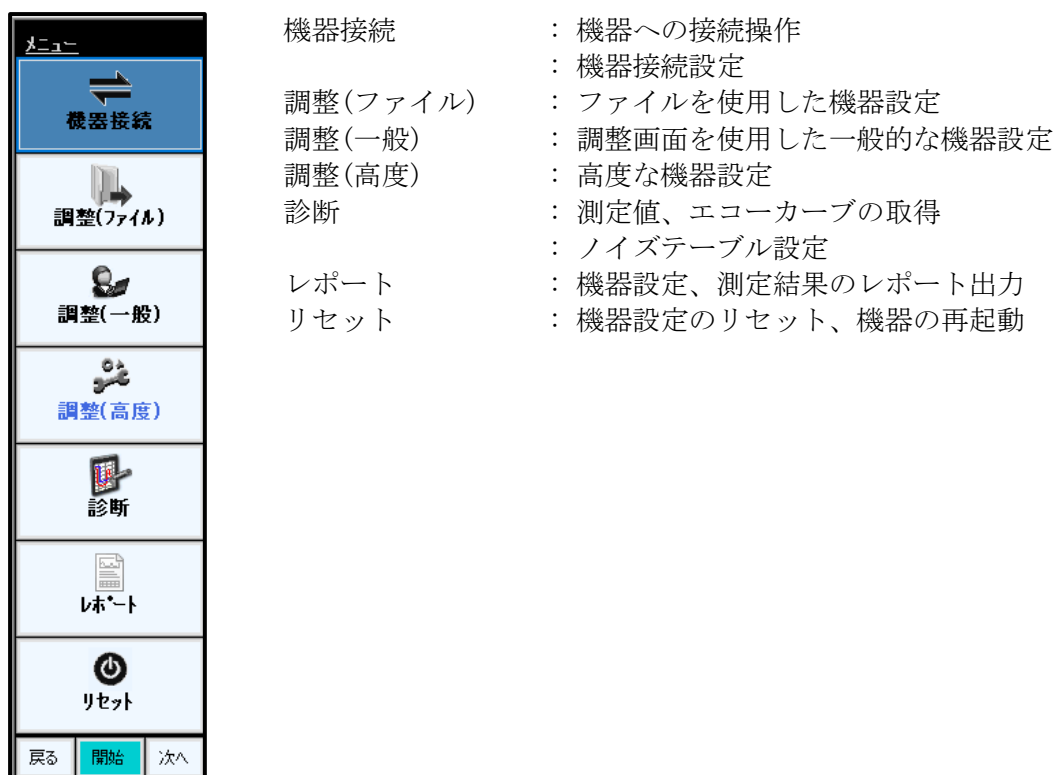 メニュー
機器接続
調整(ファイル)
調整(一般)
調整(高度)
診断
レポート
リセット
戻る 開始 次へ
機器接続 : 機器への接続操作
: 機器接続設定
調整(ファイル) : ファイルを使用した機器設定
調整(一般) : 調整画面を使用した一般的な機器設定
調整(高度) : 高度な機器設定
診断 : 測定値、エコーカーブの取得
: ノイズテーブル設定
レポート : 機器設定、測定結果のレポート出力
リセット : 機器設定のリセット、機器の再起動